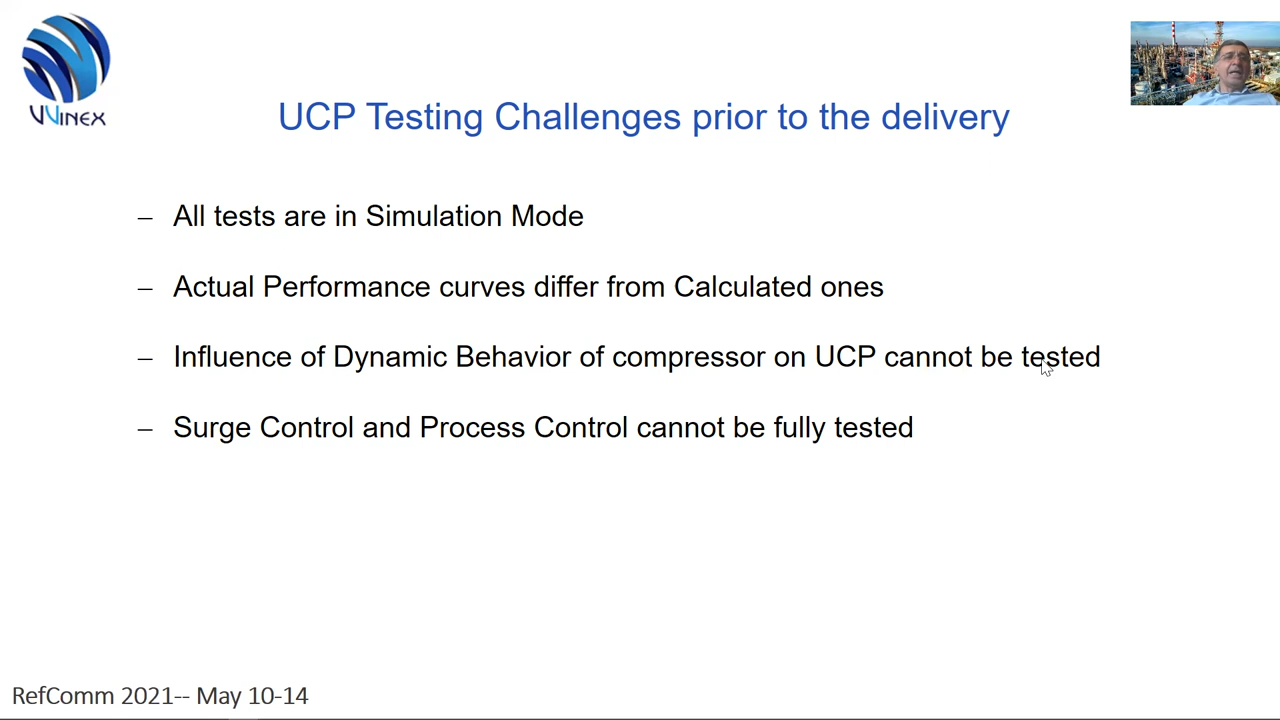 VVINEX
UCP Testing Challenges prior to the delivery
– All tests are in Simulation Mode
– Actual Performance curves differ from Calculated ones
– Influence of Dynamic Behavior of compressor on UCP cannot be tested
– Surge Control and Process Control cannot be fully tested
RefComm 2021-- May 10-14